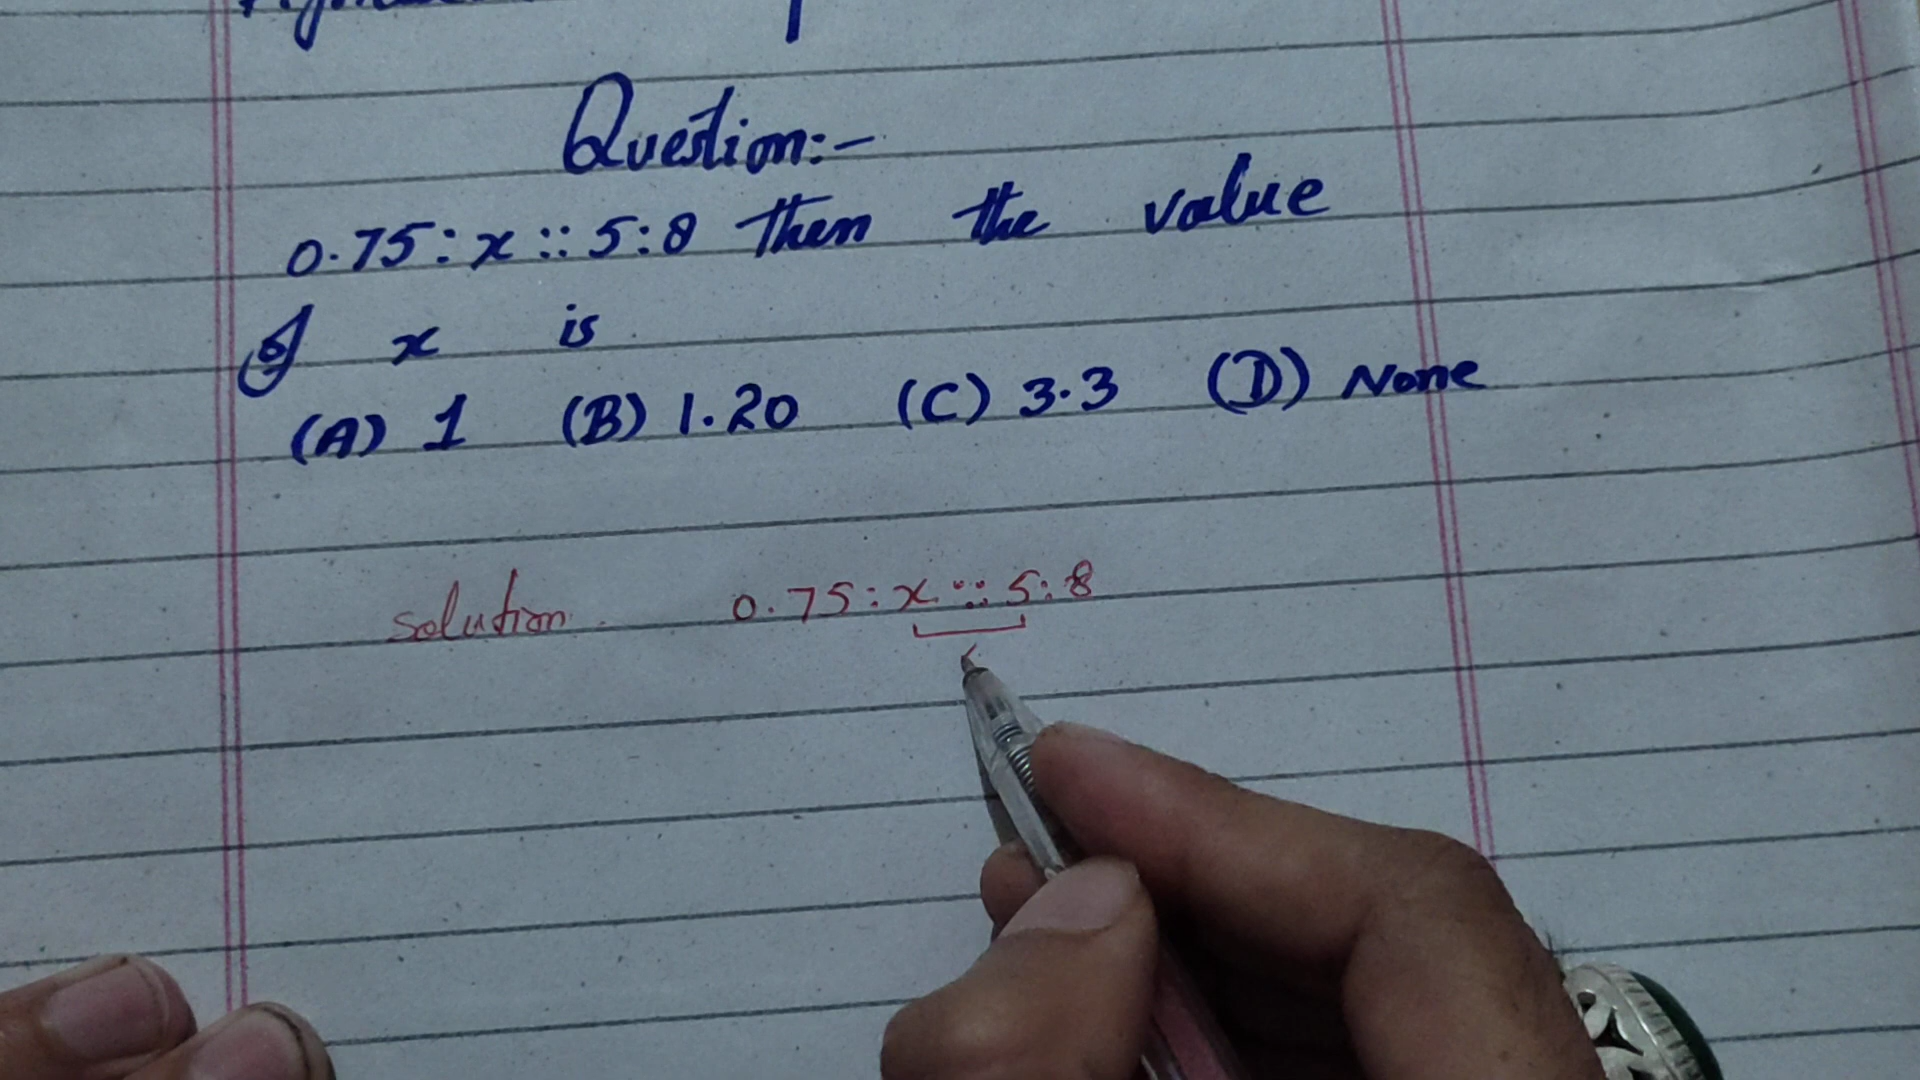 Question:-
0.75:x::5:8 then the value
of x is
(A) 1 (B) 1.20 (C) 3.3 (D) None
solution. 0.75:x::5:8